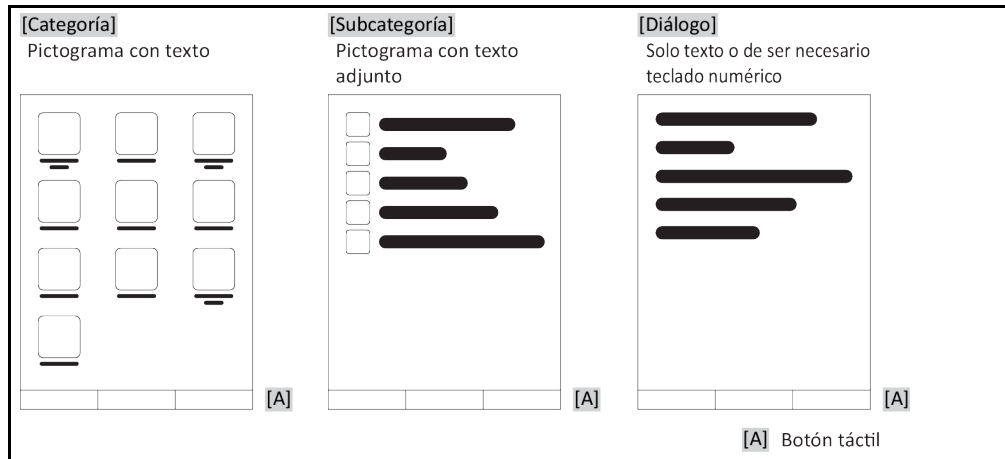 [Categoría]
Pictograma con texto
[Subcategoría]
Pictograma con texto
adjunto
[Diálogo]
Solo texto o de ser necesario
teclado numérico
[A]
[A]
[A]
[A] Botón táctil